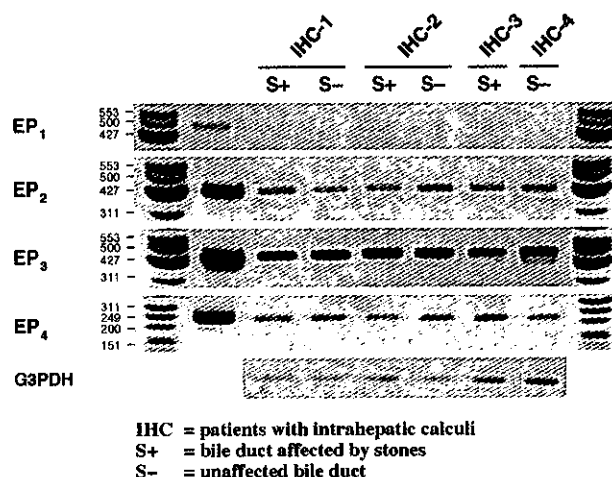 IHC-1 IHC-2 IHC-3 IHC-4
S+ S− S+ S− S+ S−
EP1
553
500
427
EP2
553
500
427
311
EP3
553
500
427
311
EP4
311
249
200
151
G3PDH
IHC = patients with intrahepatic calculi
S+ = bile duct affected by stones
S− = unaffected bile duct